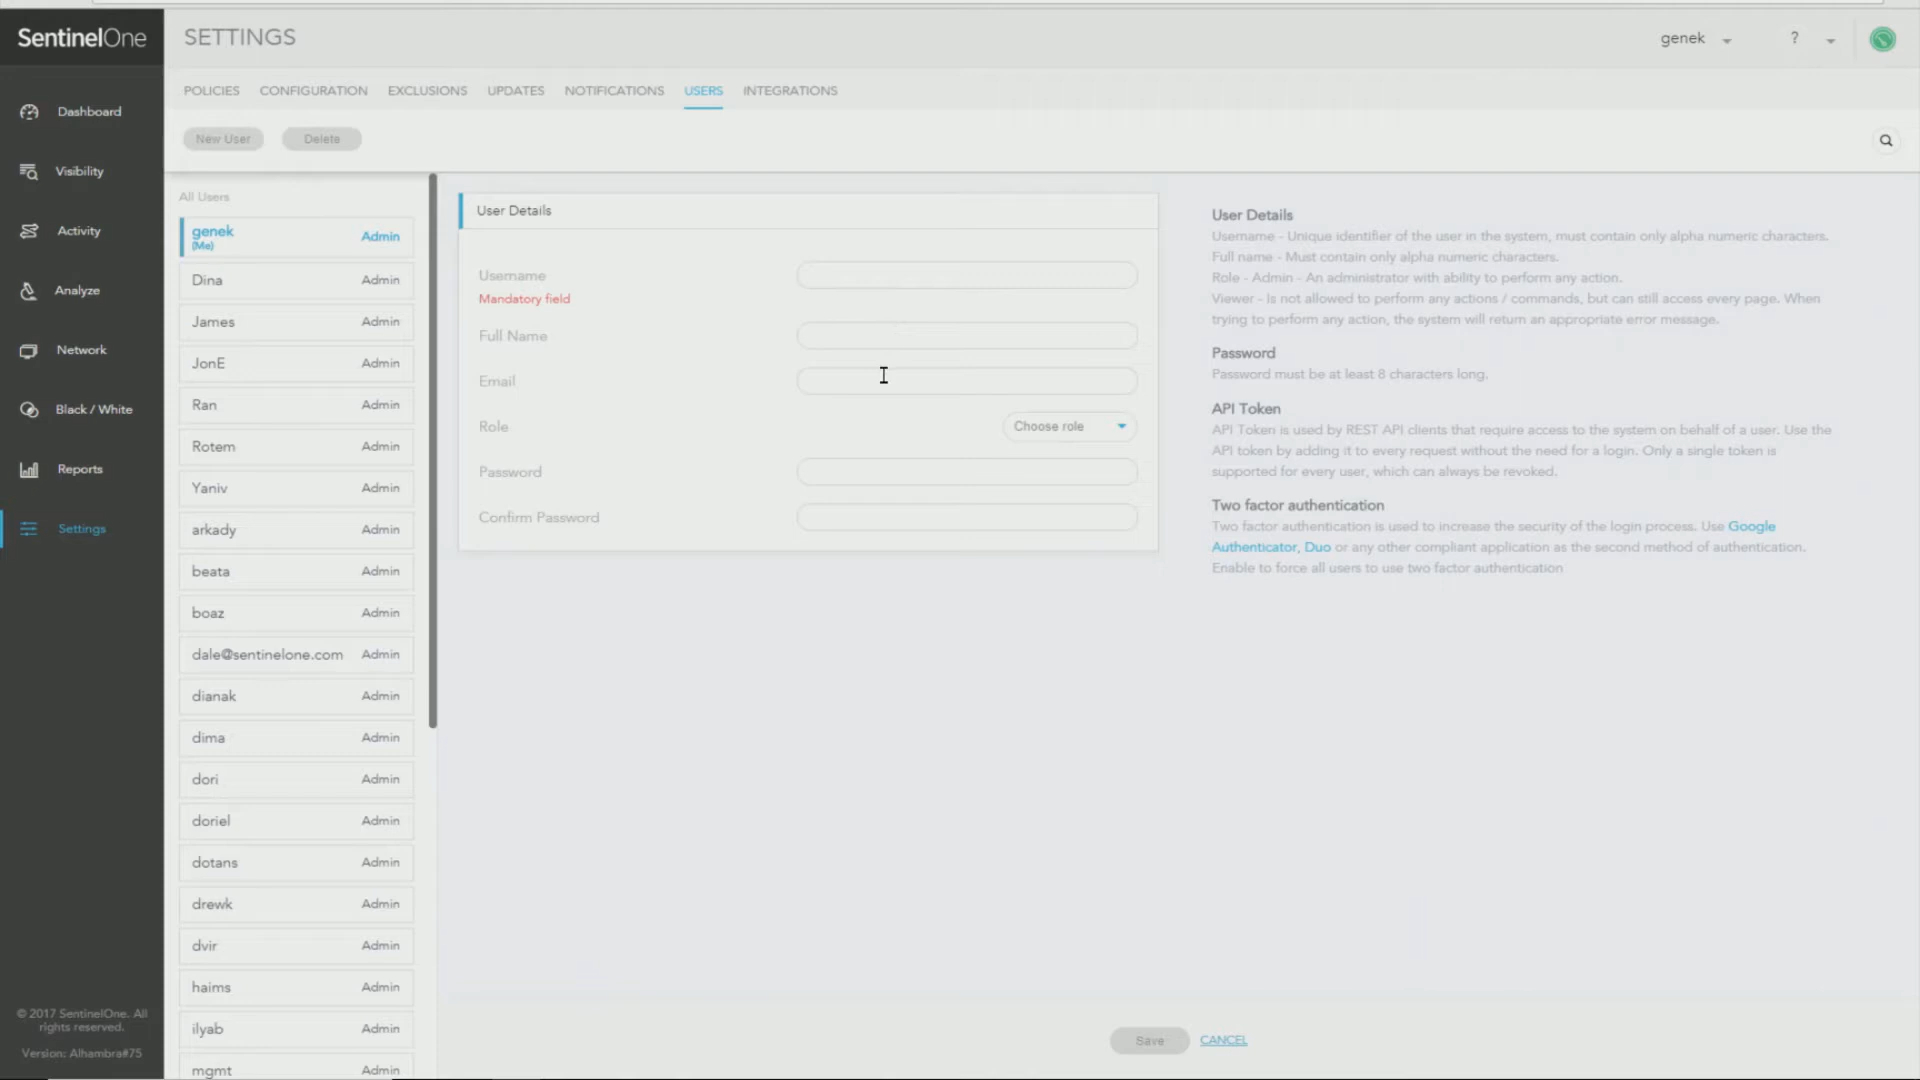 SentinelOne
SETTINGS
genek
?
POLICIES CONFIGURATION EXCLUSIONS UPDATES NOTIFICATIONS USERS INTEGRATIONS
New User Delete
Dashboard
Visibility
Activity
Analyze
Network
Black / White
Reports
Settings
© 2017 SentinelOne. All
rights reserved.
Version: Alhambra#75
All Users
genek Admin
(Me)
Dina Admin
James Admin
JonE Admin
Ran Admin
Rotem Admin
Yaniv Admin
arkady Admin
beata Admin
boaz Admin
dale@sentinelone.com Admin
dianak Admin
dima Admin
dori Admin
doriel Admin
dotans Admin
drewk Admin
dvir Admin
haims Admin
ilyab Admin
mgmt Admin
User Details
Username
Mandatory field
Full Name
Email
Role Choose role
Password
Confirm Password
User Details
Username - Unique identifier of the user in the system, must contain only alpha numeric characters.
Full name - Must contain only alpha numeric characters.
Role - Admin - An administrator with ability to perform any action.
Viewer - Is not allowed to perform any actions / commands, but can still access every page. When
trying to perform any action, the system will return an appropriate error message.
Password
Password must be at least 8 characters long.
API Token
API Token is used by REST API clients that require access to the system on behalf of a user. Use the
API token by adding it to every request without the need for a login. Only a single token is
supported for every user, which can always be revoked.
Two factor authentication
Two factor authentication is used to increase the security of the login process. Use Google
Authenticator, Duo or any other compliant application as the second method of authentication.
Enable to force all users to use two factor authentication
Save CANCEL